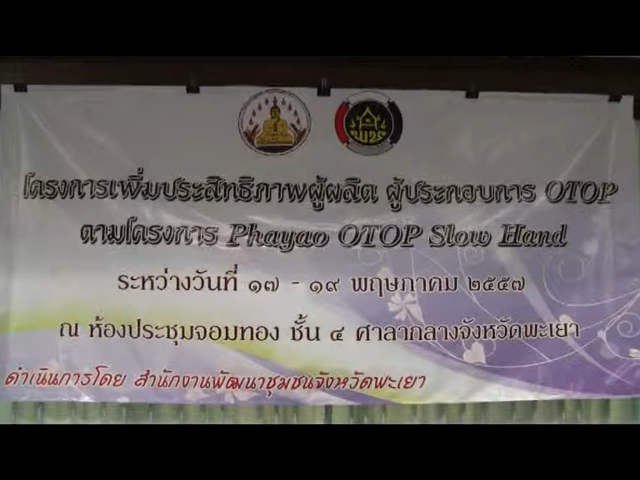 โครงการเพิ่มประสิทธิภาพผู้ผลิต ผู้ประกอบการ OTOP
ตามโครงการ Phayao OTOP Slow Hand
ระหว่างวันที่ ๑๗ - ๑๙ พฤษภาคม ๒๕๕๗
ณ ห้องประชุมจอมทอง ชั้น ๔ ศาลากลางจังหวัดพะเยา
ดำเนินการโดย สำนักงานพัฒนาชุมชนจังหวัดพะเยา